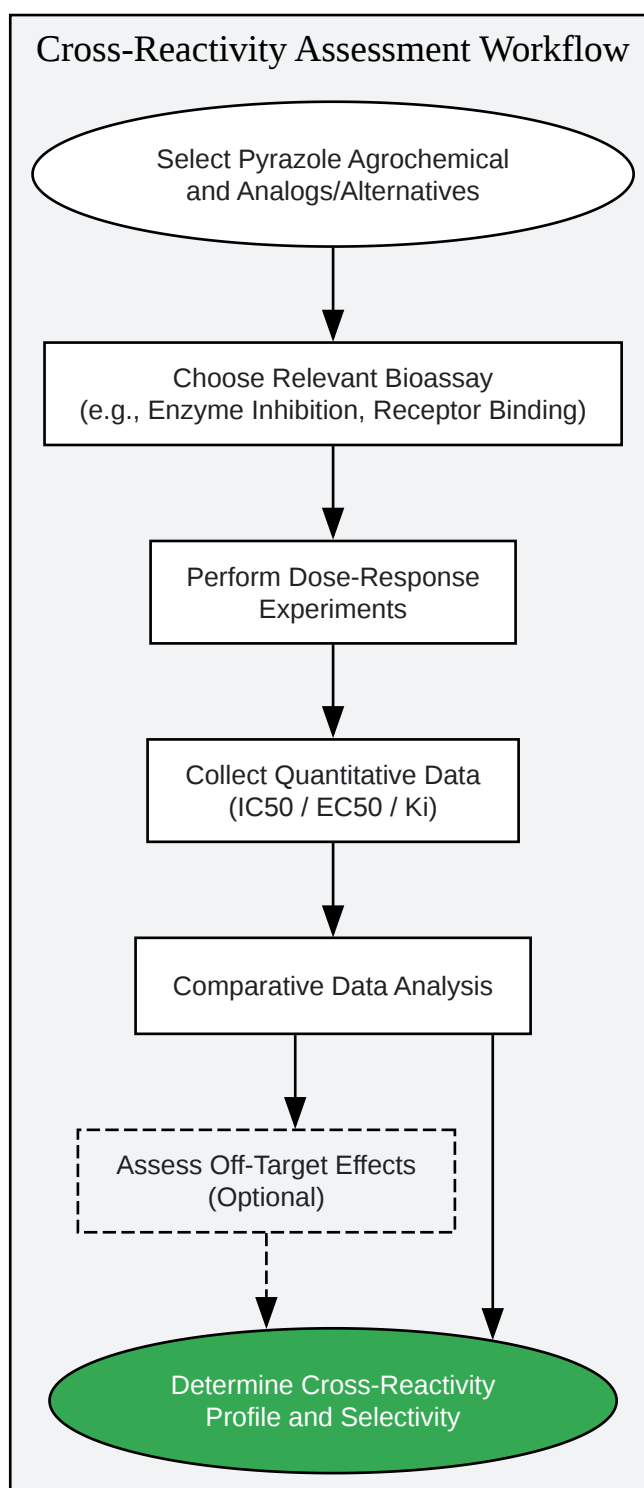 Cross-Reactivity Assessment Workflow
Select Pyrazole Agrochemical
and Analogs/Alternatives
Choose Relevant Bioassay
(e.g., Enzyme Inhibition, Receptor Binding)
Perform Dose-Response
Experiments
Collect Quantitative Data
(IC50 / EC50 / Ki)
Comparative Data Analysis
Assess Off-Target Effects
(Optional)
Determine Cross-Reactivity
Profile and Selectivity